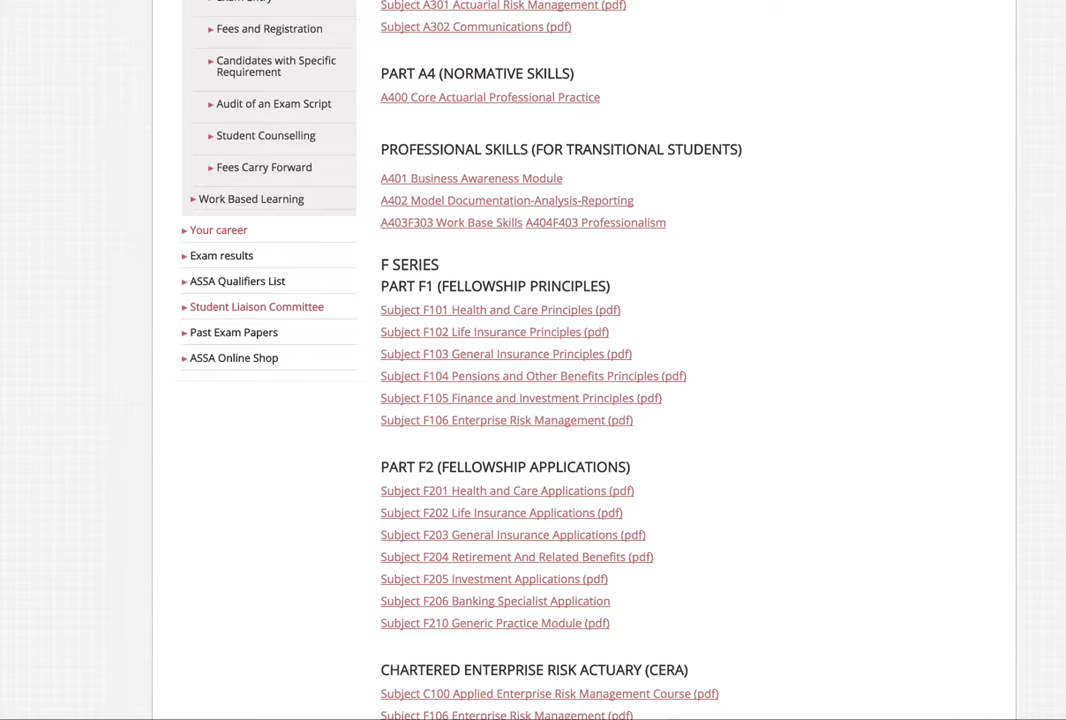 Exam Entry
Fees and Registration
Candidates with Specific
Requirement
Audit of an Exam Script
Student Counselling
Fees Carry Forward
Work Based Learning
Your career
Exam results
ASSA Qualifiers List
Student Liaison Committee
Past Exam Papers
ASSA Online Shop
Subject A301 Actuarial Risk Management (pdf)
Subject A302 Communications (pdf)
PART A4 (NORMATIVE SKILLS)
A400 Core Actuarial Professional Practice
PROFESSIONAL SKILLS (FOR TRANSITIONAL STUDENTS)
A401 Business Awareness Module
A402 Model Documentation-Analysis-Reporting
A403F303 Work Base Skills A404F403 Professionalism
F SERIES
PART F1 (FELLOWSHIP PRINCIPLES)
Subject F101 Health and Care Principles (pdf)
Subject F102 Life Insurance Principles (pdf)
Subject F103 General Insurance Principles (pdf)
Subject F104 Pensions and Other Benefits Principles (pdf)
Subject F105 Finance and Investment Principles (pdf)
Subject F106 Enterprise Risk Management (pdf)
PART F2 (FELLOWSHIP APPLICATIONS)
Subject F201 Health and Care Applications (pdf)
Subject F202 Life Insurance Applications (pdf)
Subject F203 General Insurance Applications (pdf)
Subject F204 Retirement And Related Benefits (pdf)
Subject F205 Investment Applications (pdf)
Subject F206 Banking Specialist Application
Subject F210 Generic Practice Module (pdf)
CHARTERED ENTERPRISE RISK ACTUARY (CERA)
Subject C100 Applied Enterprise Risk Management Course (pdf)
Subject F106 Enterprise Risk Management (pdf)